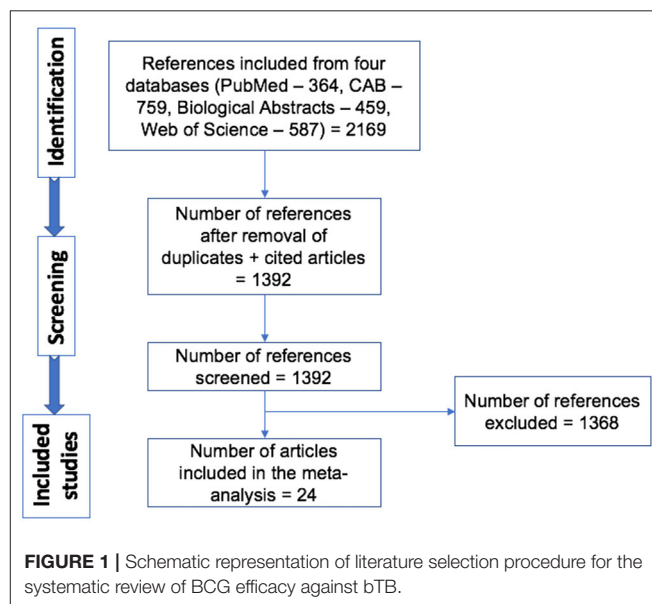 Identification
References included from four
databases (PubMed – 364, CAB –
759, Biological Abstracts – 459,
Web of Science – 587) = 2169
Screening
Number of references
after removal of
duplicates + cited articles
= 1392
Number of references
screened = 1392
Number of references
excluded = 1368
Included
studies
Number of articles
included in the meta-
analysis = 24
FIGURE 1 | Schematic representation of literature selection procedure for the
systematic review of BCG efficacy against bTB.